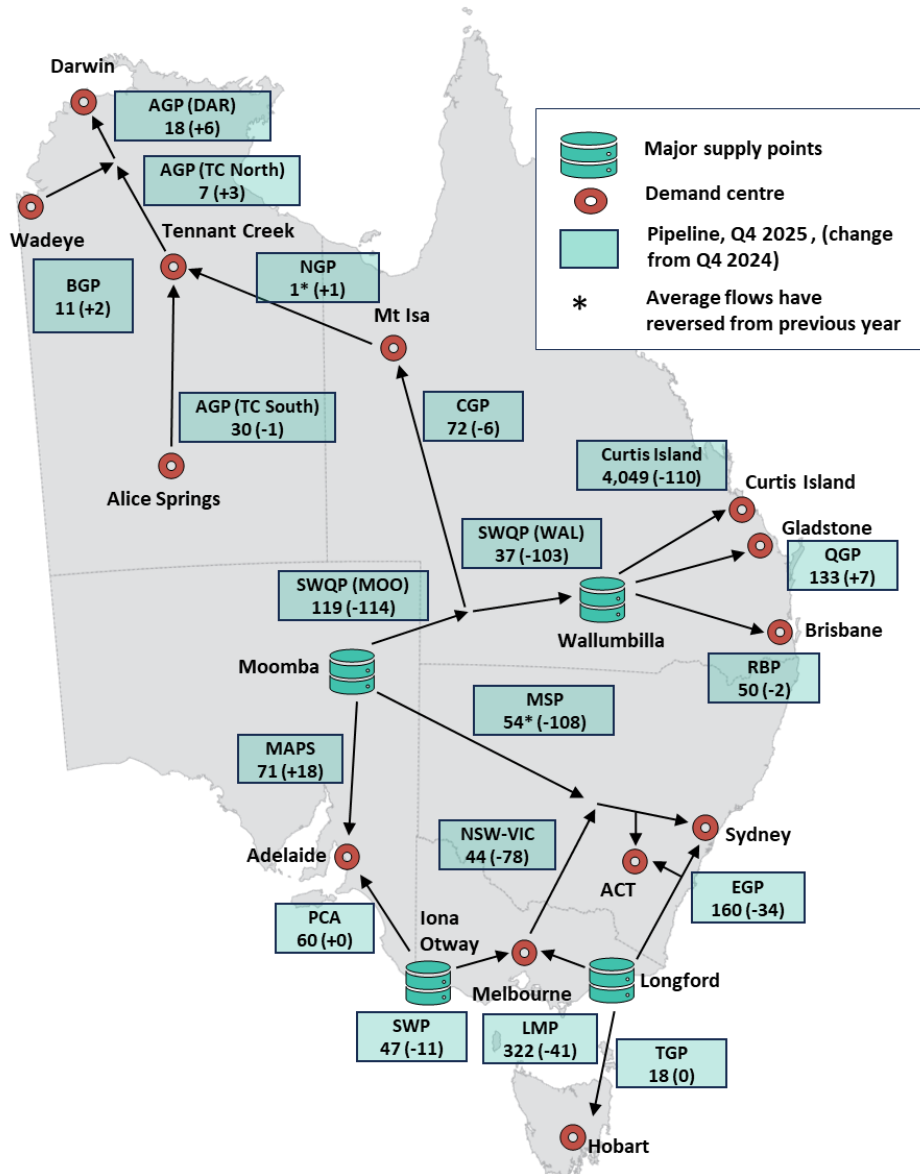 Darwin
AGP (DAR)
18 (+6)
AGP (TC North)
7 (+3)
Wadeye
Tennant Creek
BGP
11 (+2)
NGP
1* (+1)
Mt Isa
AGP (TC South)
30 (-1)
Alice Springs
CGP
72 (-6)
Major supply points
Demand centre
Pipeline, Q4 2025, (change
from Q4 2024)
*
Average flows have
reversed from previous year
Curtis Island
4,049 (-110)
Curtis Island
Gladstone
QGP
133 (+7)
SWQP (WAL)
37 (-103)
SWQP (MOO)
119 (-114)
Wallumbilla
Brisbane
RBP
50 (-2)
Moomba
MSP
54* (-108)
MAPS
71 (+18)
NSW-VIC
44 (-78)
Sydney
Adelaide
ACT
EGP
160 (-34)
PCA
60 (+0)
Iona
Otway
Melbourne
Longford
SWP
47 (-11)
LMP
322 (-41)
TGP
18 (0)
Hobart